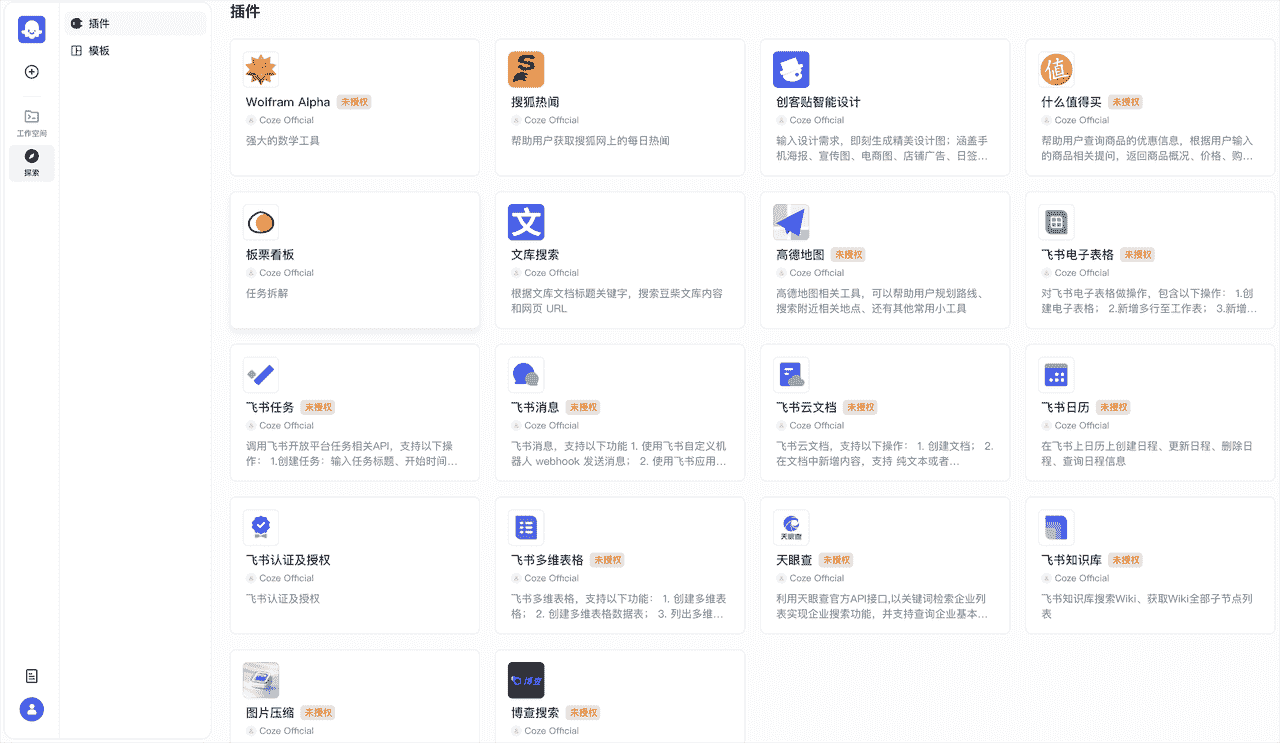 插件
模板
工作空间
探索
插件
Wolfram Alpha 未授权
Coze Official
强大的数学工具
搜狐热闻
Coze Official
帮助用户获取搜狐网上的每日热闻
创客贴智能设计
Coze Official
输入设计需求，即刻生成精美设计图；涵盖手
机海报、宣传图、电商图、店铺广告、日签...
值
什么值得买 未授权
Coze Official
帮助用户查询商品的优惠信息，根据用户输入
的商品相关提问，返回商品概况、价格、购...
板栗看板
Coze Official
任务拆解
文
文库搜索
Coze Official
根据文库文档标题关键字，搜索豆柴文库内容
和网页 URL
高德地图 未授权
Coze Official
高德地图相关工具，可以帮助用户规划路线、
搜索附近相关地点、还有其他常用小工具
飞书电子表格 未授权
Coze Official
对飞书电子表格做操作，包含以下操作： 1.创
建电子表格； 2.新增多行至工作表； 3.新增...
飞书任务 未授权
Coze Official
调用飞书开放平台任务相关API，支持以下操
作： 1.创建任务：输入任务标题、开始时间...
飞书消息 未授权
Coze Official
飞书消息，支持以下功能 1. 使用飞书自定义机
器人 webhook 发送消息； 2. 使用飞书应用...
飞书云文档 未授权
Coze Official
飞书云文档，支持以下操作： 1. 创建文档； 2.
在文档中新增内容，支持 纯文本或者...
飞书日历 未授权
Coze Official
在飞书上日历上创建日程、更新日程、删除日
程、查询日程信息
飞书认证及授权
Coze Official
飞书认证及授权
飞书多维表格 未授权
Coze Official
飞书多维表格，支持以下功能： 1. 创建多维表
格； 2. 创建多维表格数据表； 3. 列出多维...
天眼查
天眼查 未授权
Coze Official
利用天眼查官方API接口,以关键词检索企业列
表实现企业搜索功能，并支持查询企业基本...
飞书知识库 未授权
Coze Official
飞书知识库搜索Wiki、获取Wiki全部子节点列
表
图片压缩 未授权
Coze Official
博查
博查搜索 未授权
Coze Official